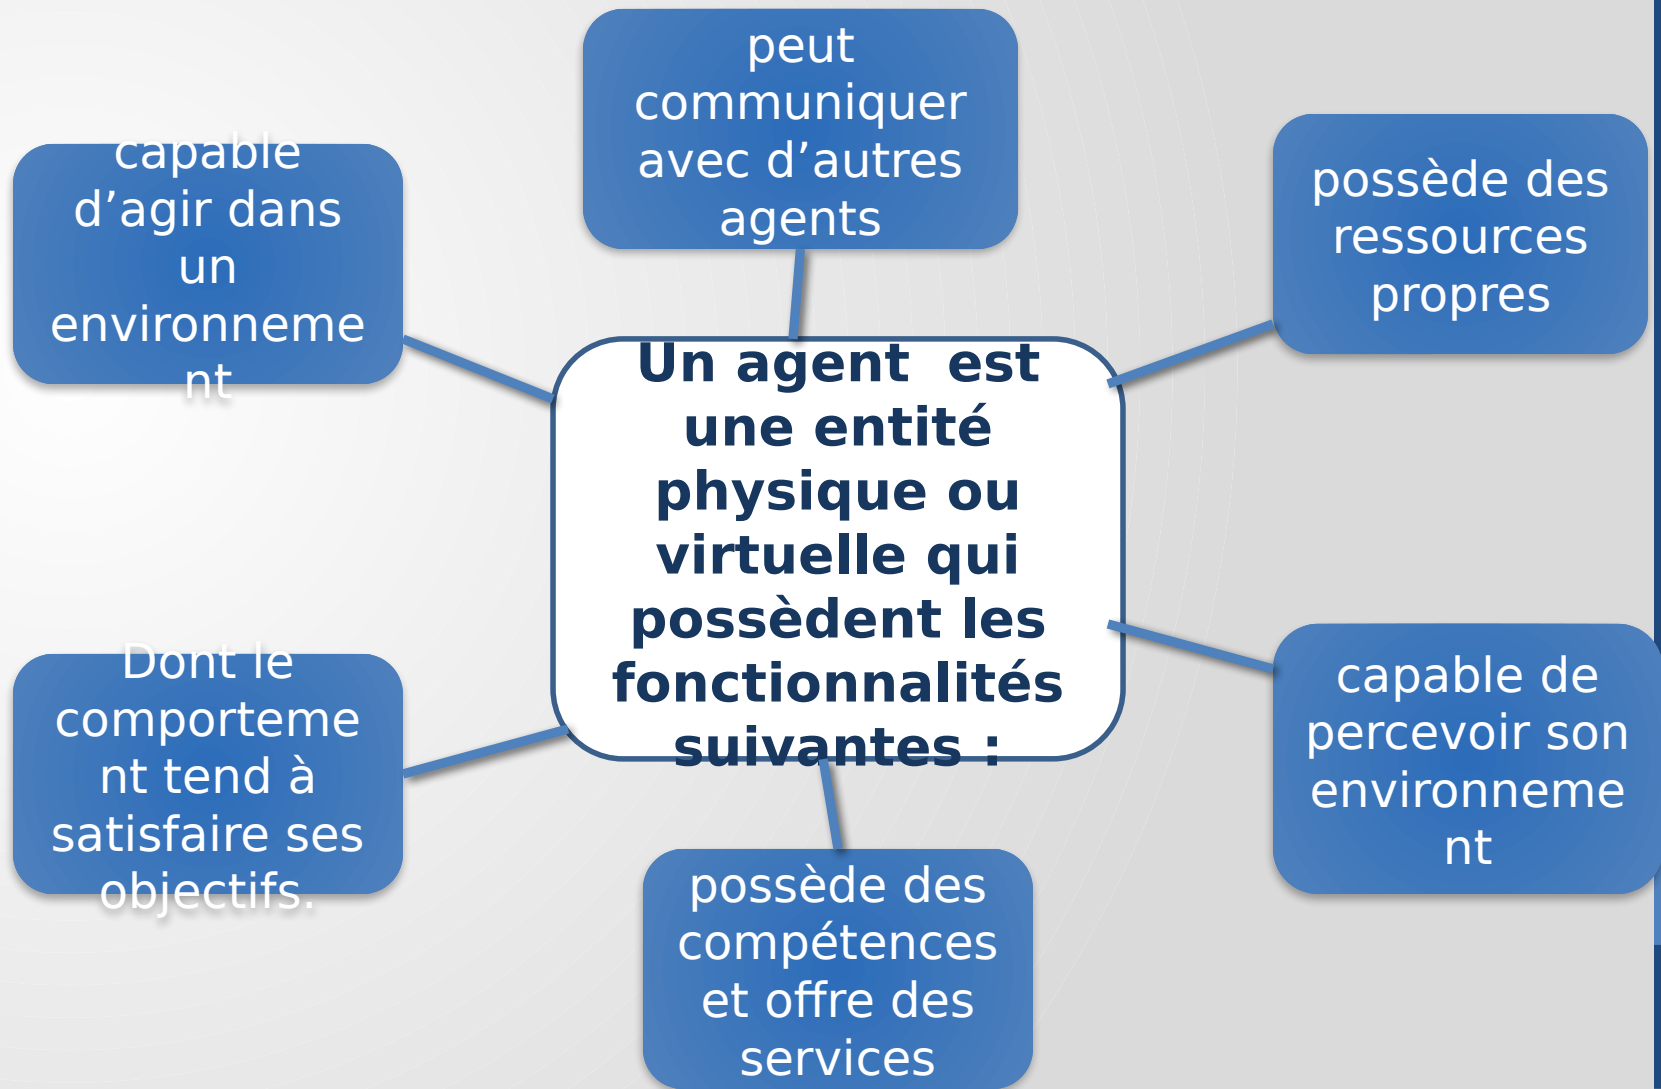 peut
communiquer
avec d’autres
agents
capable
d’agir dans
un
environneme
nt
possède des
ressources
propres
Un agent  est
une entité
physique ou
virtuelle qui
possèdent les
fonctionnalités
suivantes :
Dont le
comporteme
nt tend à
satisfaire ses
objectifs.
capable de
percevoir son
environneme
nt
possède des
compétences
et offre des
services